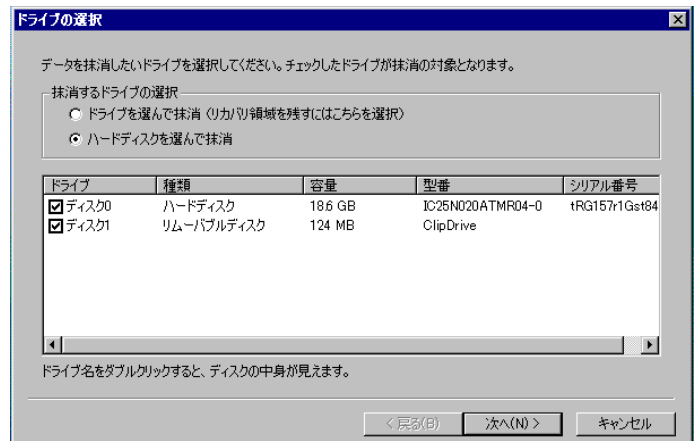 ドライブの選択
データを抹消したいドライブを選択してください。チェックしたドライブが抹消の対象となります。
抹消するドライブの選択
ドライブを選んで抹消 (リカバリ領域を残すにはこちらを選択)
ハードディスクを選んで抹消
ドライブ 種類 容量 型番 シリアル番号
ディスク0 ハードディスク 18.6 GB IC25N020ATMR04-0 tRG157r1Gst84
ディスク1 リムーバブルディスク 124 MB ClipDrive
ドライブ名をダブルクリックすると、ディスクの中身が見えます。
< 戻る(B) 次へ(N) > キャンセル